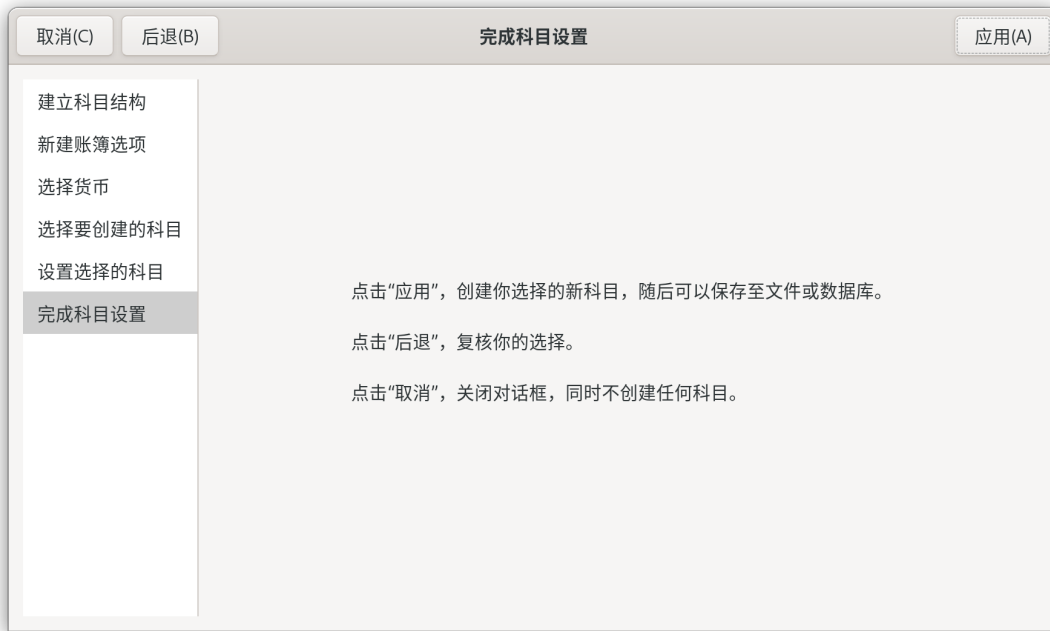 取消(C)
后退(B)
完成科目设置
应用(A)
建立科目结构
新建账簿选项
选择货币
选择要创建的科目
设置选择的科目
完成科目设置
点击“应用”，创建你选择的新科目，随后可以保存至文件或数据库。
点击“后退”，复核你的选择。
点击“取消”，关闭对话框，同时不创建任何科目。